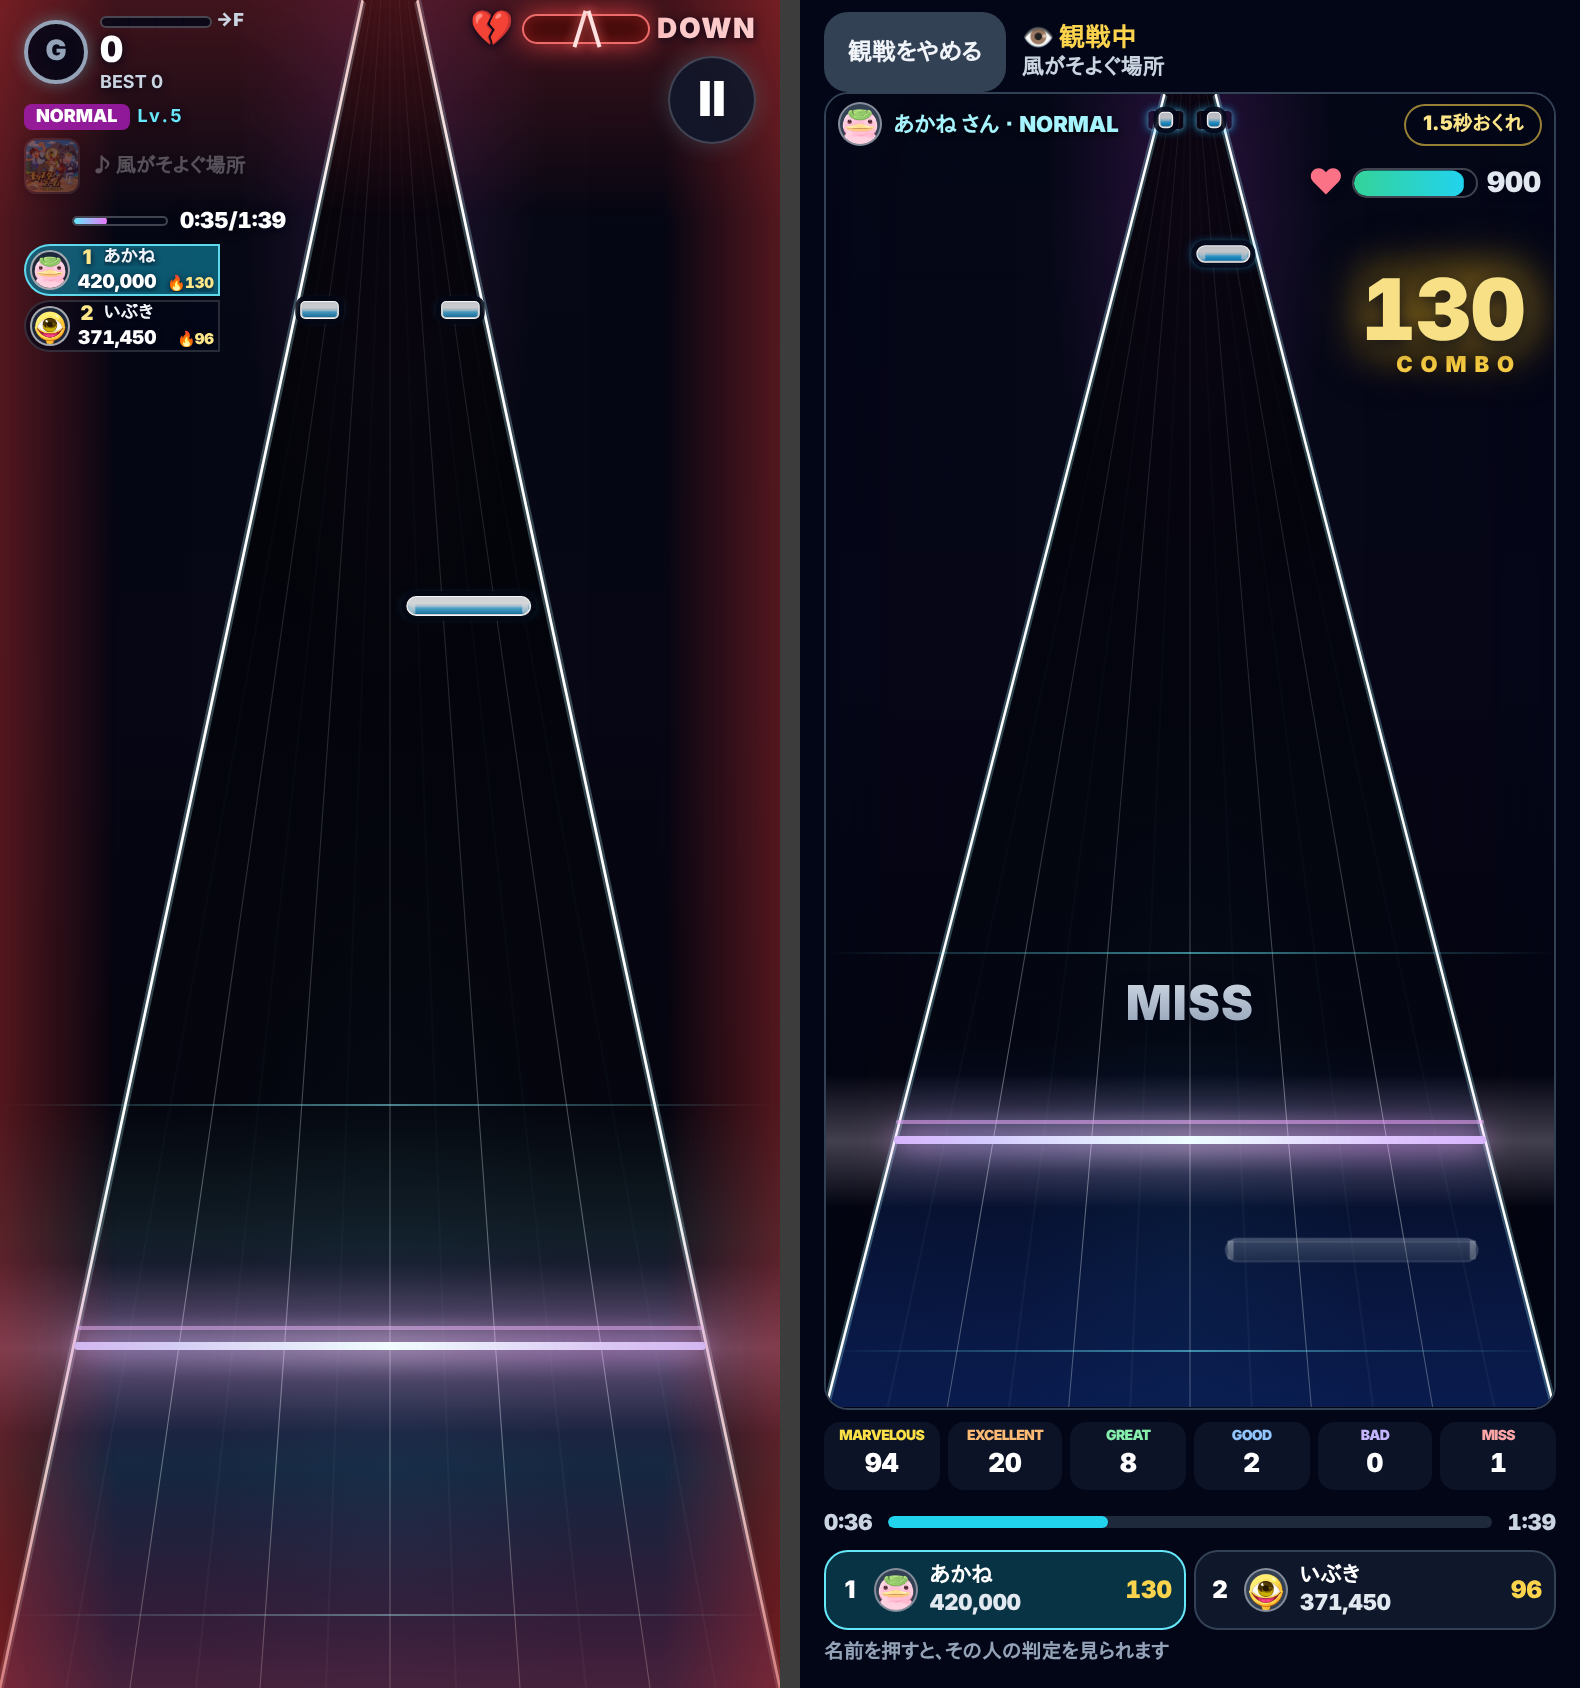 G
→F
0
BEST 0
DOWN
NORMAL Lv.5
♪ 風がそよぐ場所
0:35/1:39
1 あかね
420,000 🔥130
2 いぶき
371,450 🔥96
観戦をやめる
👁️ 観戦中
風がそよぐ場所
あかね さん・NORMAL
1.5秒おくれ
900
130
COMBO
MISS
MARVELOUS
94
EXCELLENT
20
GREAT
8
GOOD
2
BAD
0
MISS
1
0:36
1:39
1 あかね
420,000 130
2 いぶき
371,450 96
名前を押すと、その人の判定を見られます